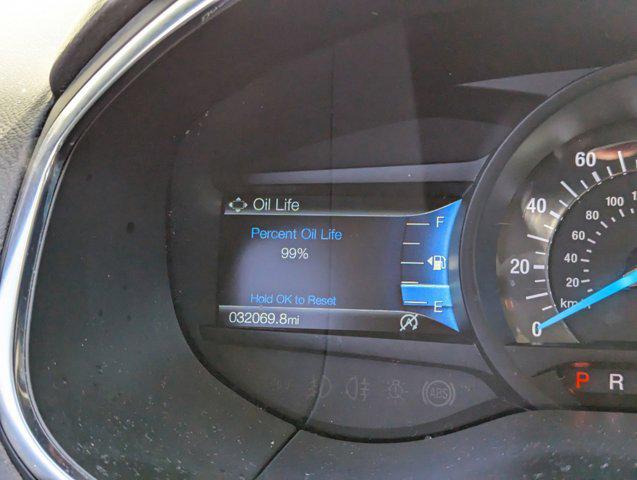 Oil Life
Percent Oil Life
99%
Hold OK to Reset
032069.8mi
F
E
60
40
20
0
100
80
60
40
20
km/
P R
ABS